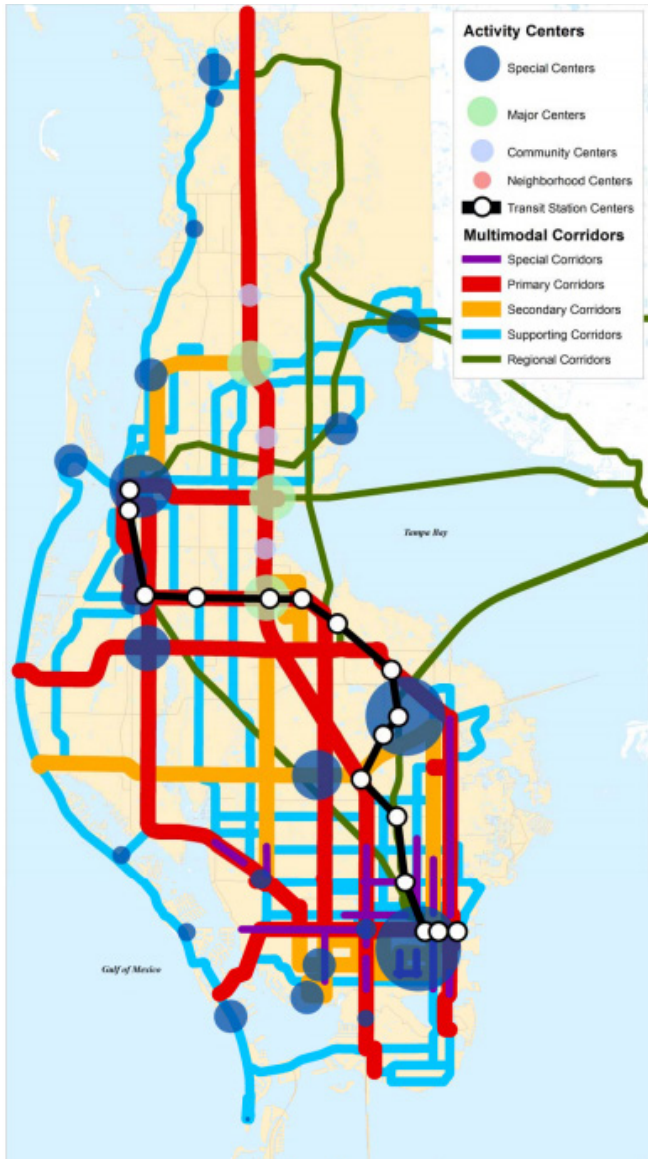 Activity Centers
Special Centers
Major Centers
Community Centers
Neighborhood Centers
Transit Station Centers
Multimodal Corridors
Special Corridors
Primary Corridors
Secondary Corridors
Supporting Corridors
Regional Corridors
Tampa Bay
Gulf of Mexico